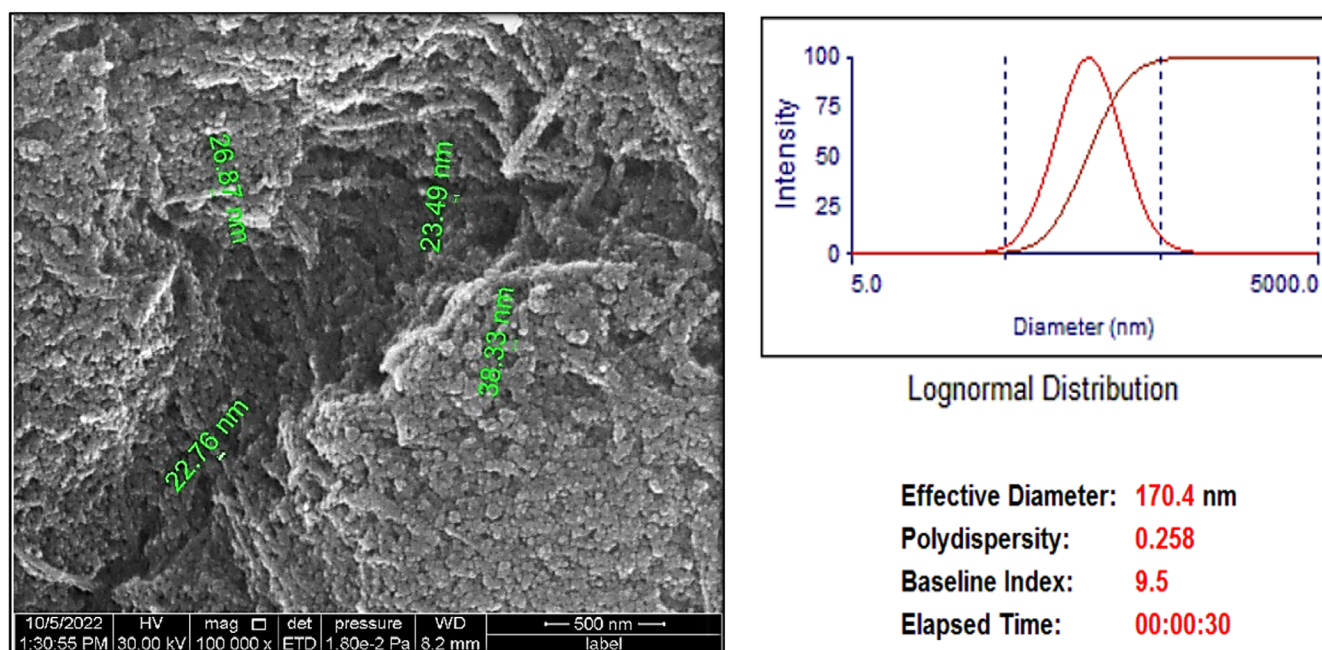 26.87 nm
23.49 nm
38.33 nm
22.76 nm
10/5/2022 HV mag det pressure WD 500 nm
1:30:55 PM 30.00 kV 100 000 x ETD 1.80e-2 Pa 8.2 mm label
100
75
50
25
0
Intensity
5.0 5000.0
Diameter (nm)
Lognormal Distribution
Effective Diameter: 170.4 nm
Polydispersity: 0.258
Baseline Index: 9.5
Elapsed Time: 00:00:30